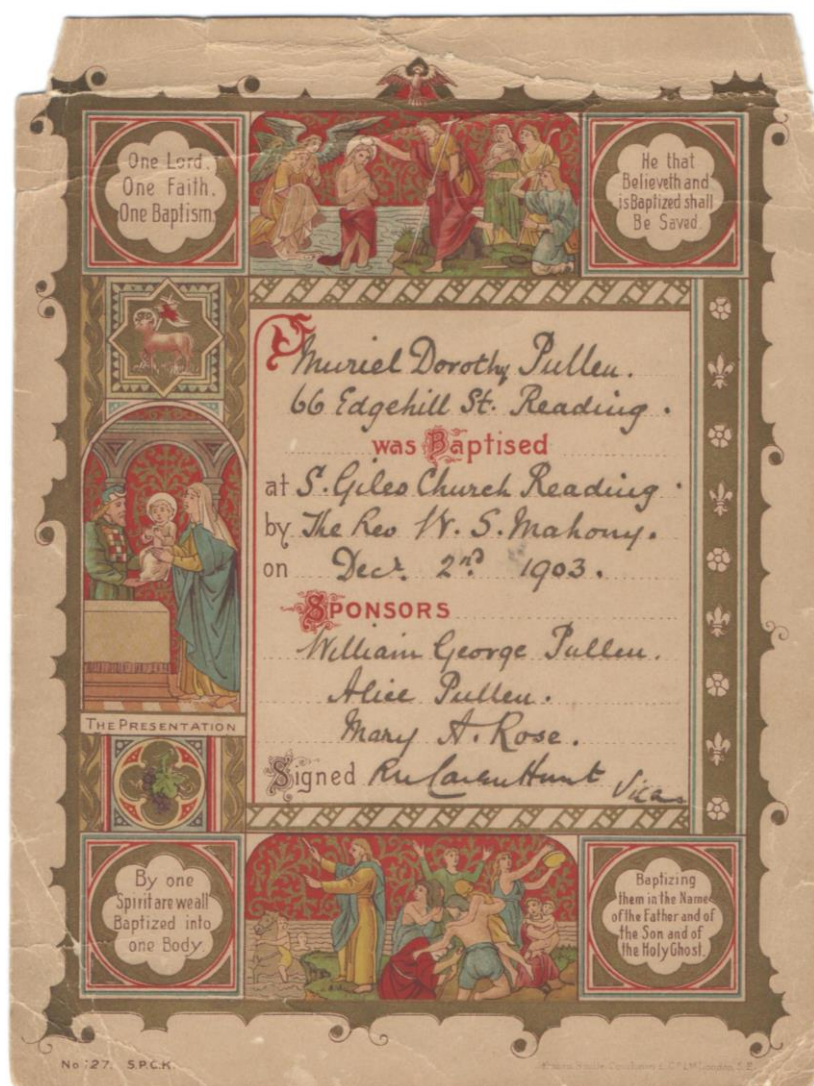 One Lord.
One Faith.
One Baptism.
He that
Believeth and
is Baptized shall
Be Saved.
Muriel Dorothy Pullen.
66 Edgehill St. Reading.
was Baptised
at S. Giles Church Reading.
by The Rev W. S. Mahony.
on Decr. 2nd 1903.
SPONSORS
William George Pullen.
Alice Pullen.
Mary A. Rose.
Signed Hunt Vicar
THE PRESENTATION
By one
Spirit are we all
Baptized into
one Body.
Baptizing
them in the Name
of the Father and of
the Son and of
the Holy Ghost.
No 27. S.P.C.K.
London, S.E.